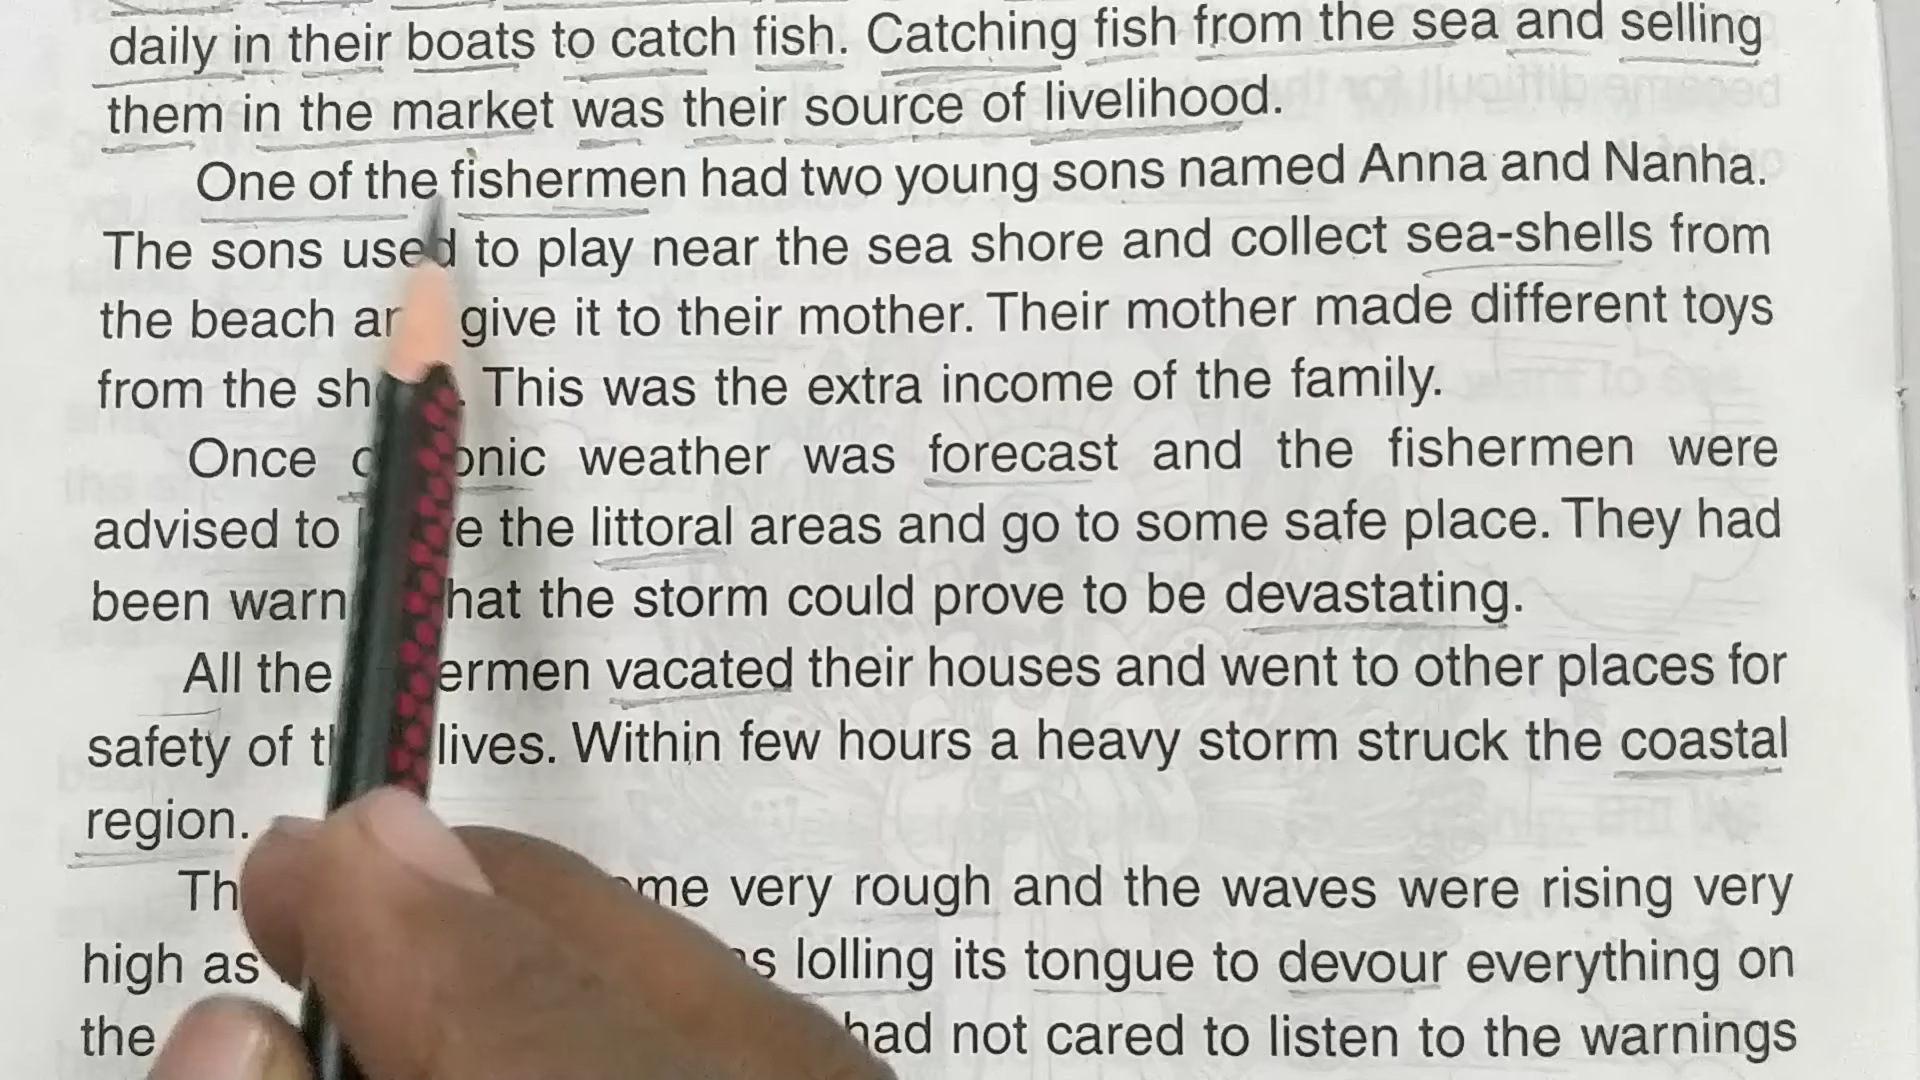 daily in their boats to catch fish. Catching fish from the sea and selling
them in the market was their source of livelihood.
One of the fishermen had two young sons named Anna and Nanha.
The sons used to play near the sea shore and collect sea-shells from
the beach give it to their mother. Their mother made different toys
from the This was the extra income of the family.
Once weather was forecast and the fishermen were
advised to the littoral areas and go to some safe place. They had
been that the storm could prove to be devastating.
All the vacated their houses and went to other places for
safety of lives. Within few hours a heavy storm struck the coastal
region.
very rough and the waves were rising very
high as lolling its tongue to devour everything on
the had not cared to listen to the warnings